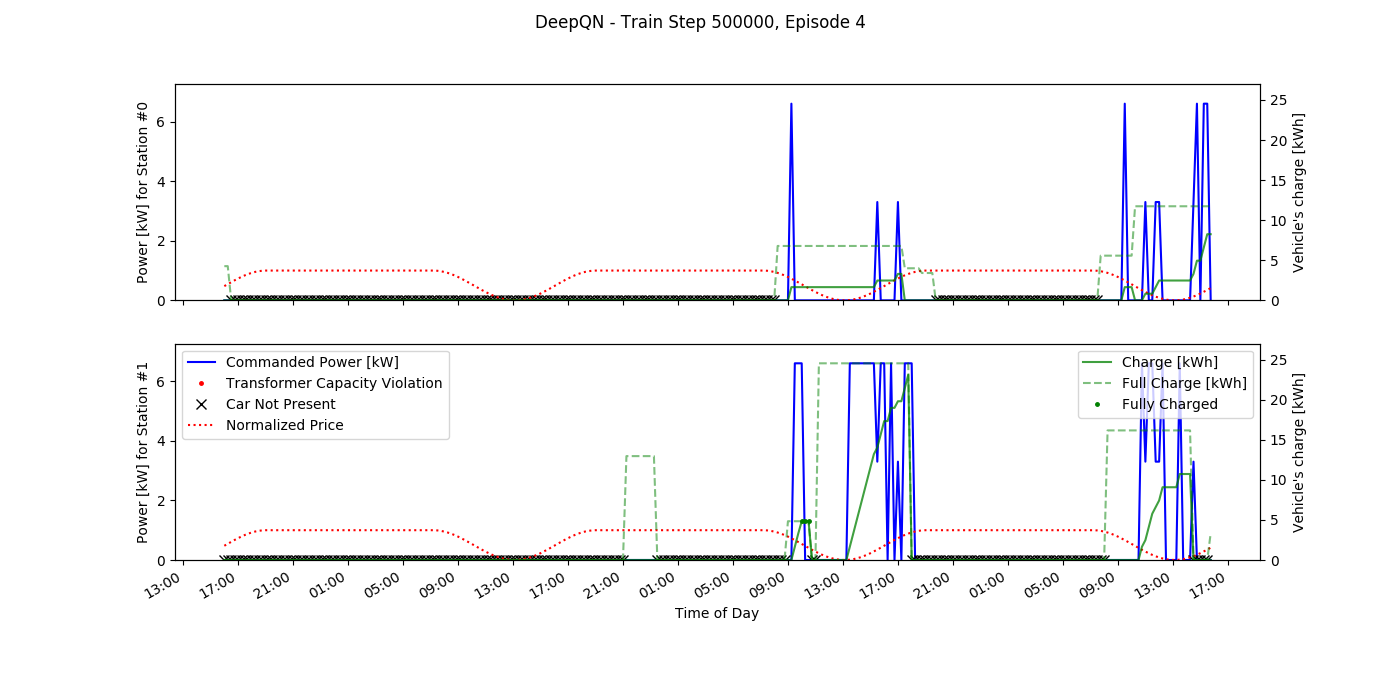 DeepQN - Train Step 500000, Episode 4
Power [kW] for Station #0
6
4
2
0
25
20
15
10
5
0
Vehicle's charge [kWh]
Power [kW] for Station #1
6
4
2
0
Commanded Power [kW]
Transformer Capacity Violation
Car Not Present
Normalized Price
Charge [kWh]
Full Charge [kWh]
Fully Charged
25
20
15
10
5
0
Vehicle's charge [kWh]
13:00 17:00 21:00 01:00 05:00 09:00 13:00 17:00 21:00 01:00 05:00 09:00 13:00 17:00 21:00 01:00 05:00 09:00 13:00 17:00
Time of Day